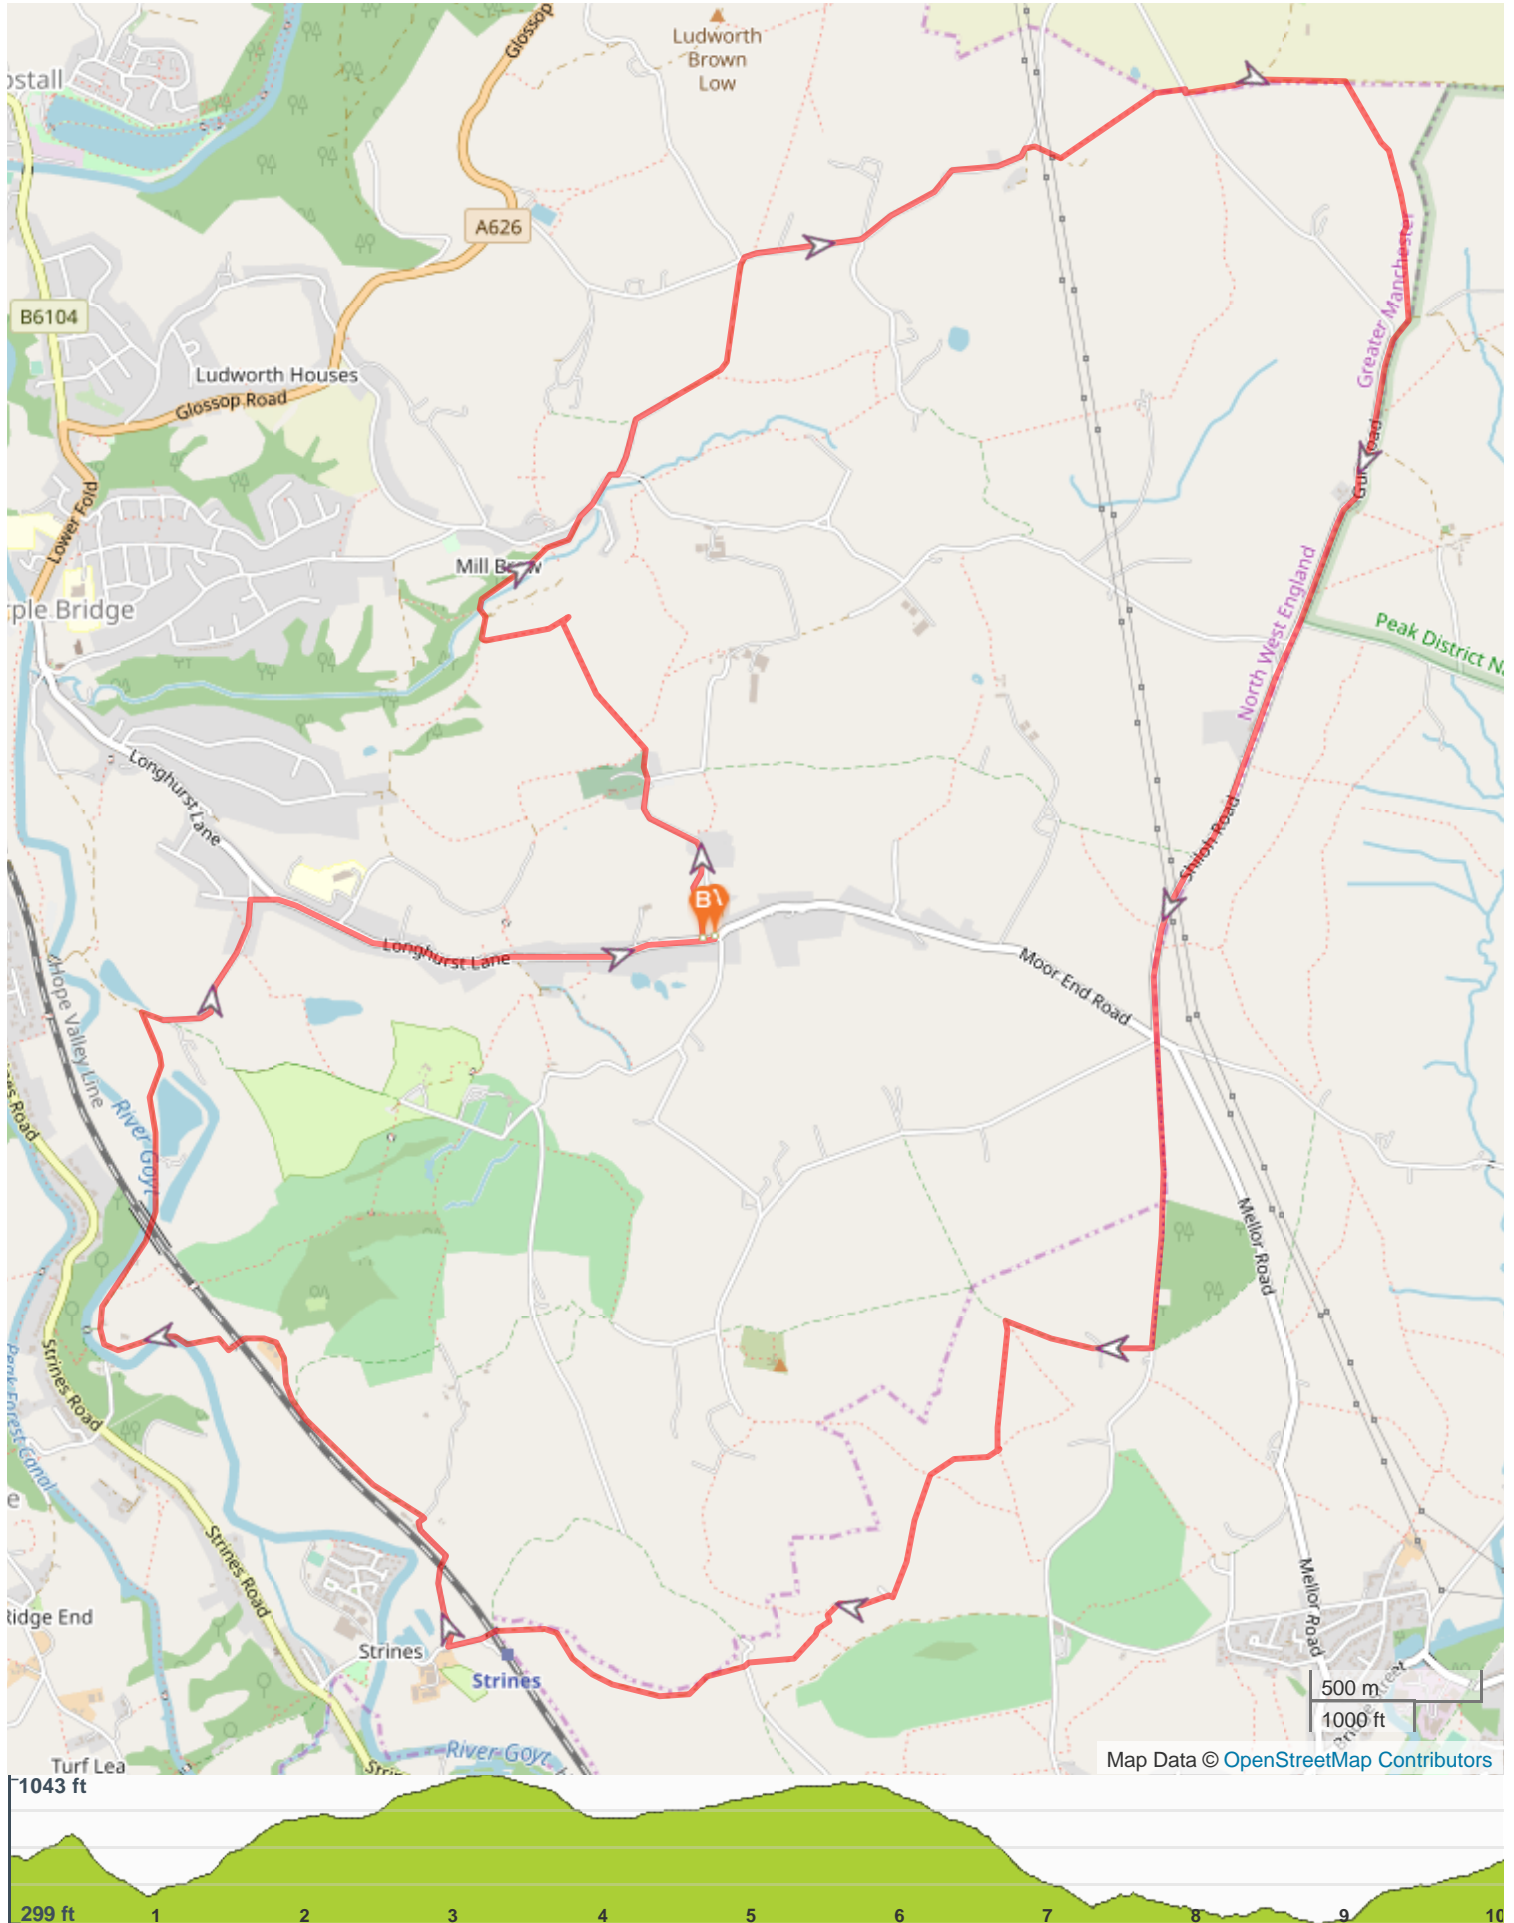 Glossop
Ludworth
Brown
Low
A626
B6104
Ludworth Houses
Glossop Road
Greater Manchester
Lower Fold
Mill Brow
rple Bridge
North West England
Peak District Na
Longhurst Lane
Shiloh Road
B
Longhurst Lane
Moor End Road
Hope Valley Line
River Goyt
Mellor Road
Strines Road
Peak Forest Canal
Strines Road
Mellor Road
Ridge End
Strines
Strines
500 m
1000 ft
River Goyt
Turf Lea
Map Data © OpenStreetMap Contributors
1043 ft
299 ft 1 2 3 4 5 6 7 8 9 10